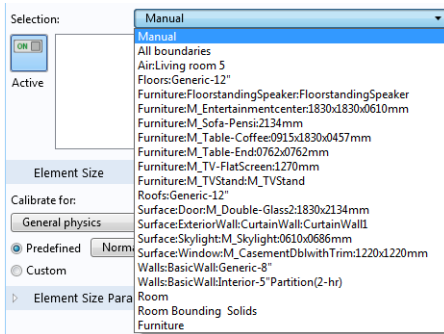 Selection:
Manual
ON
Active
Manual
All boundaries
Air:Living room 5
Floors:Generic-12"
Furniture:FloorstandingSpeaker:FloorstandingSpeaker
Furniture:M_Entertainmentcenter:1830x1830x0610mm
Furniture:M_Sofa-Pensi:2134mm
Furniture:M_Table-Coffee:0915x1830x0457mm
Furniture:M_Table-End:0762x0762mm
Furniture:M_TV-FlatScreen:1270mm
Furniture:M_TVStand:M_TVStand
Roofs:Generic-12"
Surface:Door:M_Double-Glass2:1830x2134mm
Surface:ExteriorWall:CurtainWall:CurtainWall1
Surface:Skylight:M_Skylight:0610x0686mm
Surface:Window:M_CasementDblwithTrim:1220x1220mm
Walls:BasicWall:Generic-8"
Walls:BasicWall:Interior-5"Partition(2-hr)
Room
Room Bounding Solids
Furniture
Element Size
Calibrate for:
General physics
Predefined Norma
Custom
Element Size Para